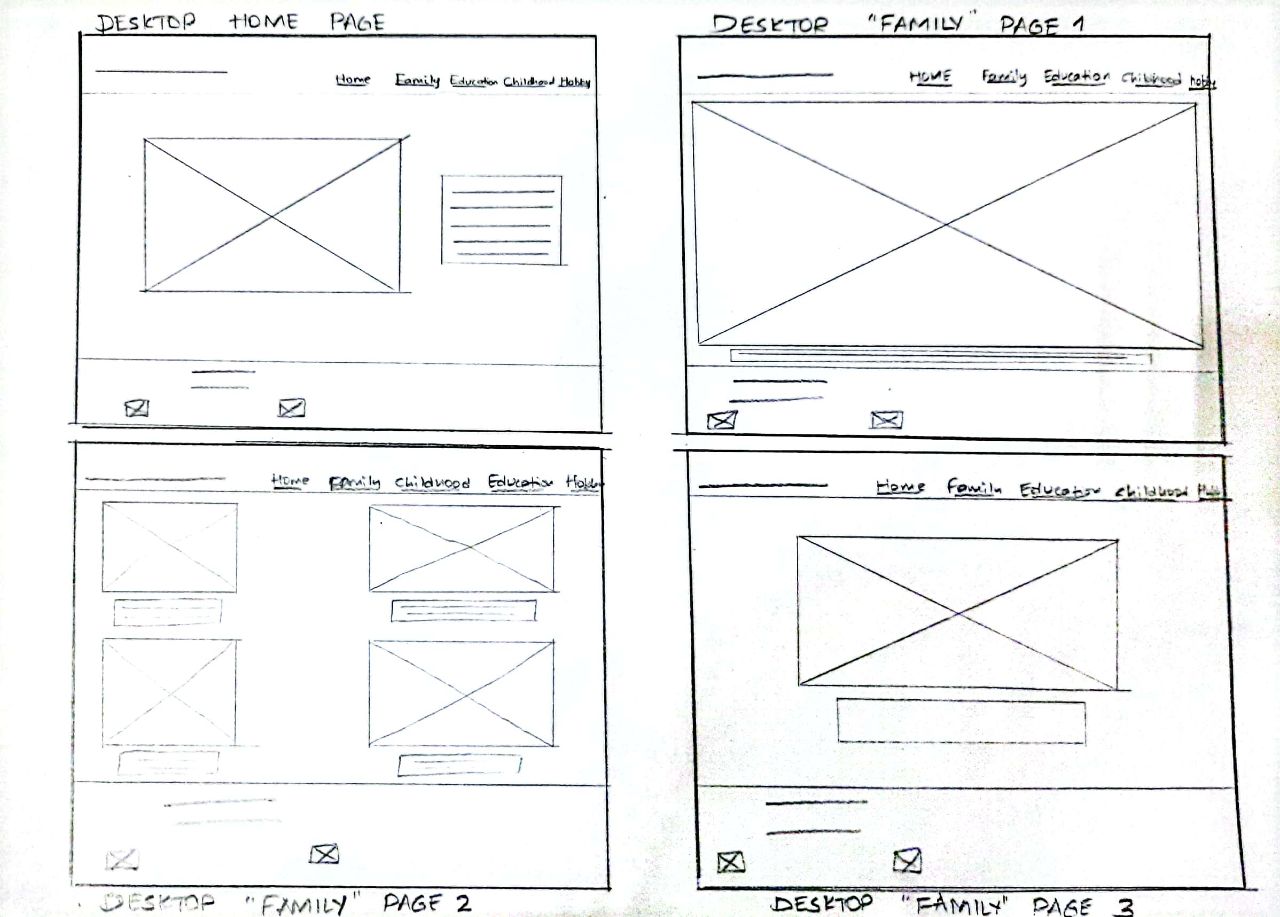 DESKTOP HOME PAGE
Home Family Education Childhood Hobby
DESKTOP "FAMILY" PAGE 1
HOME Family Education Childhood Hobby
Home Family Childhood Education Hobby
DESKTOP "FAMILY" PAGE 2
Home Family Education Childhood Hobby
DESKTOP "FAMILY" PAGE 3